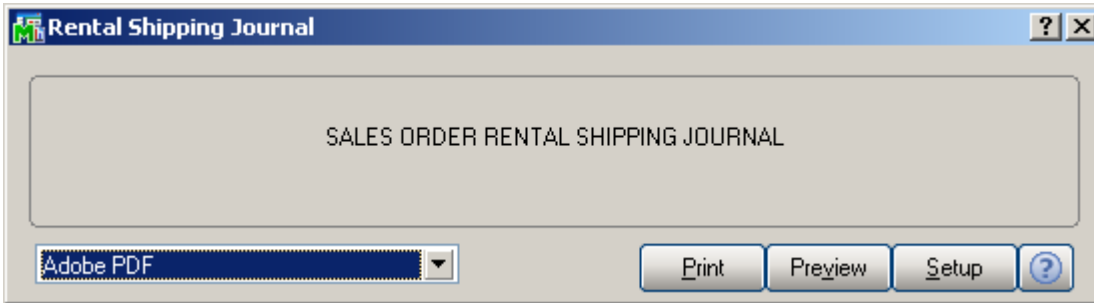 Rental Shipping Journal
SALES ORDER RENTAL SHIPPING JOURNAL
Adobe PDF
Print
Preview
Setup